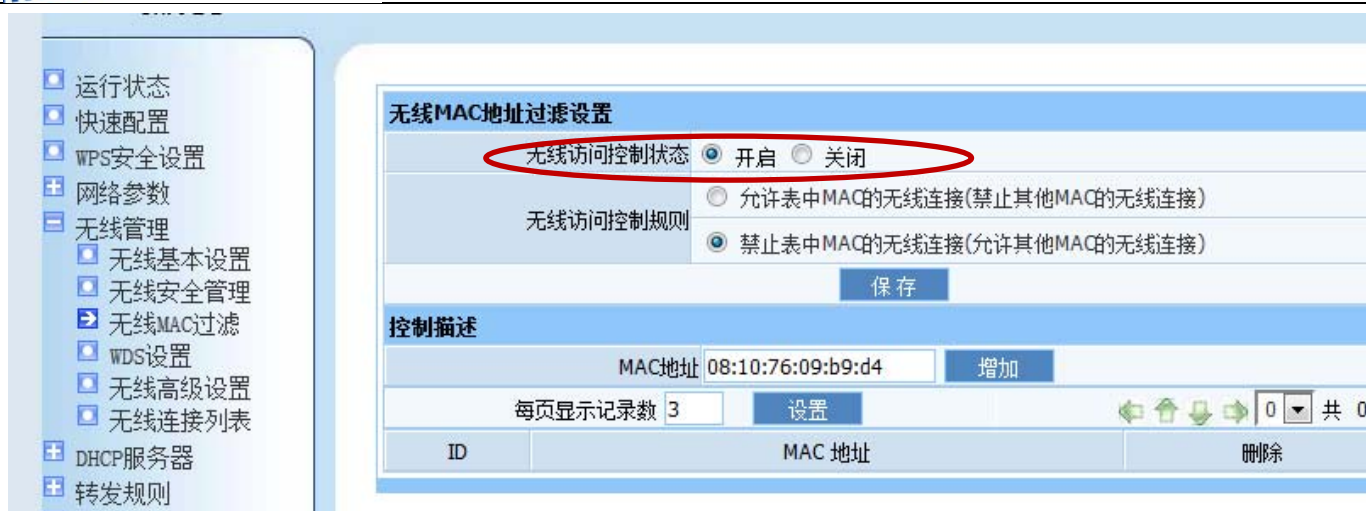 运行状态
快速配置
WPS安全设置
网络参数
无线管理
无线基本设置
无线安全管理
无线MAC过滤
WDS设置
无线高级设置
无线连接列表
DHCP服务器
转发规则
无线MAC地址过滤设置
无线访问控制状态 开启 关闭
无线访问控制规则
允许表中MAC的无线连接(禁止其他MAC的无线连接)
禁止表中MAC的无线连接(允许其他MAC的无线连接)
保存
控制描述
MAC地址 08:10:76:09:b9:d4 增加
每页显示记录数 3 设置 0 共 0
ID MAC 地址 删除